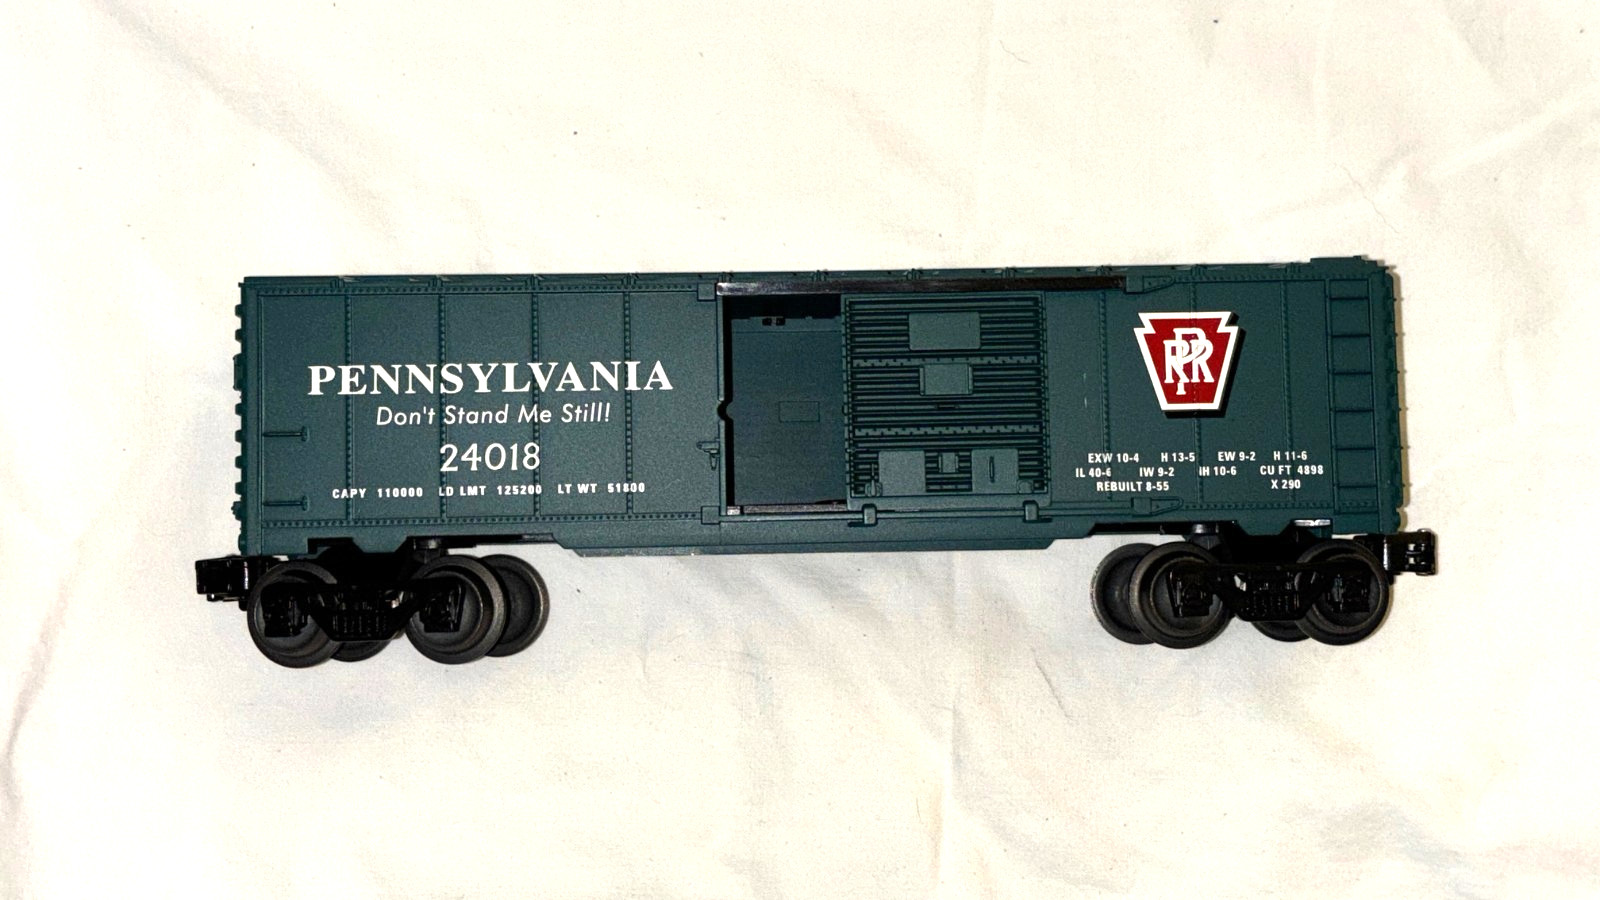 PENNSYLVANIA
Don't Stand Me Still!
24018
CAPY 110000 LD LMT 125200 LT WT 51800
PRR
EXW 10-4 H 13-5 EW 9-2 H 11-6
IL 40-6 IW 9-2 IH 10-6 CU FT 4898
REBUILT 8-55 X 290